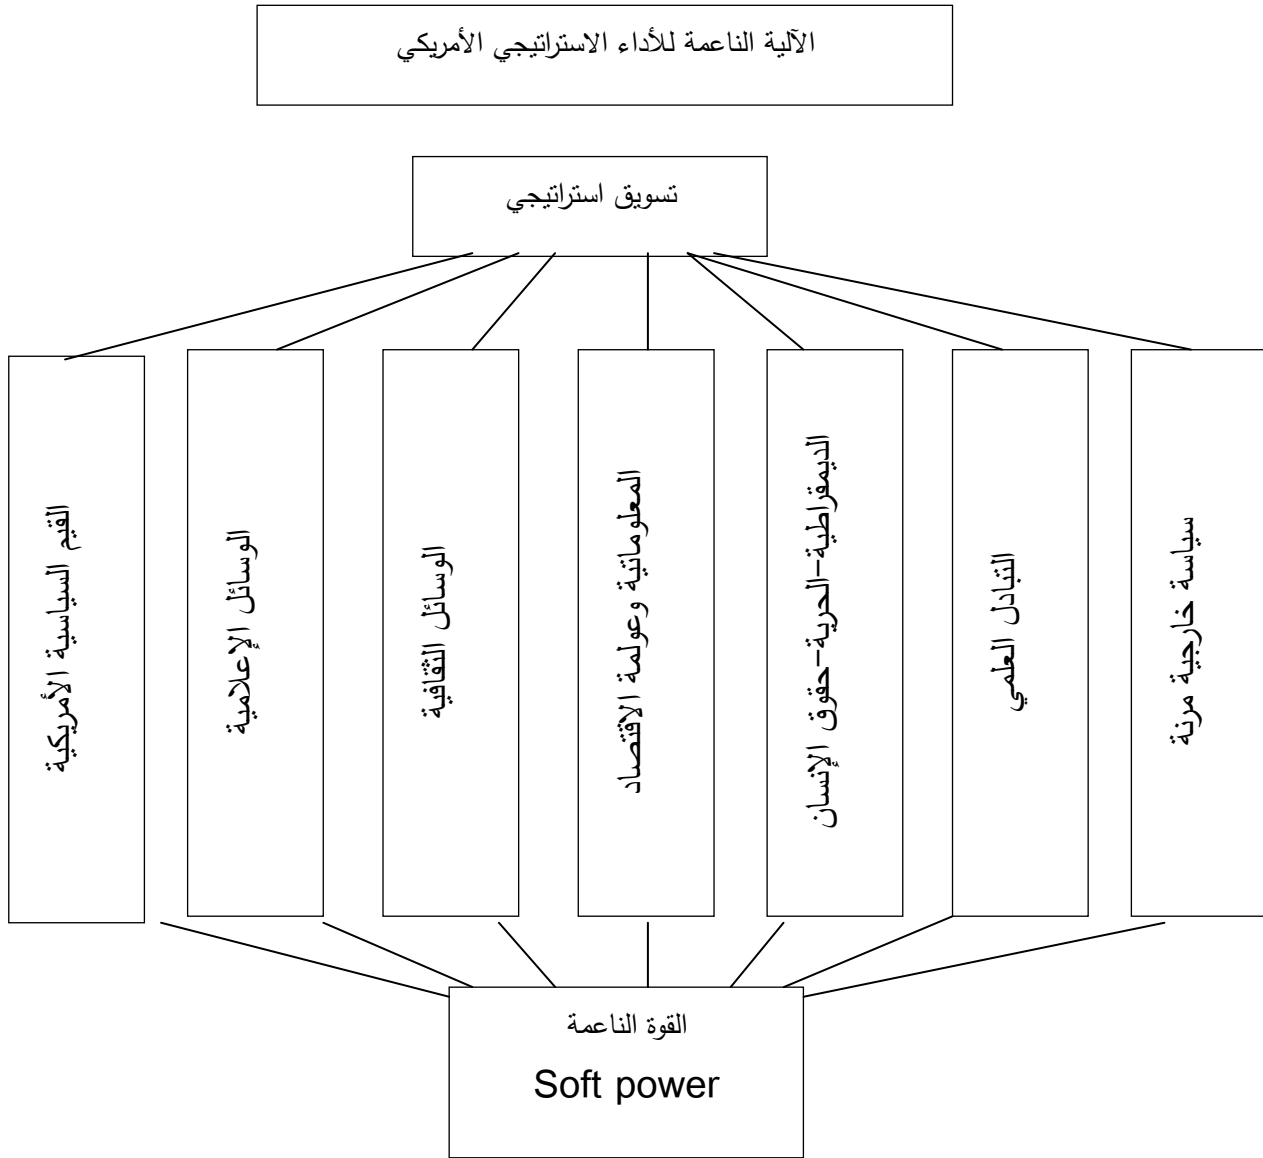 الآلية الناعمة للأداء الاستراتيجي الأمريكي
تسويق استراتيجي
سياسة خارجية مرنة
التبادل العلمي
الديمقراطية-الحرية-حقوق الإنسان
المعلوماتية وعولمة الاقتصاد
الوسائل الثقافية
الوسائل الإعلامية
القيم السياسية الأمريكية
القوة الناعمة
Soft power